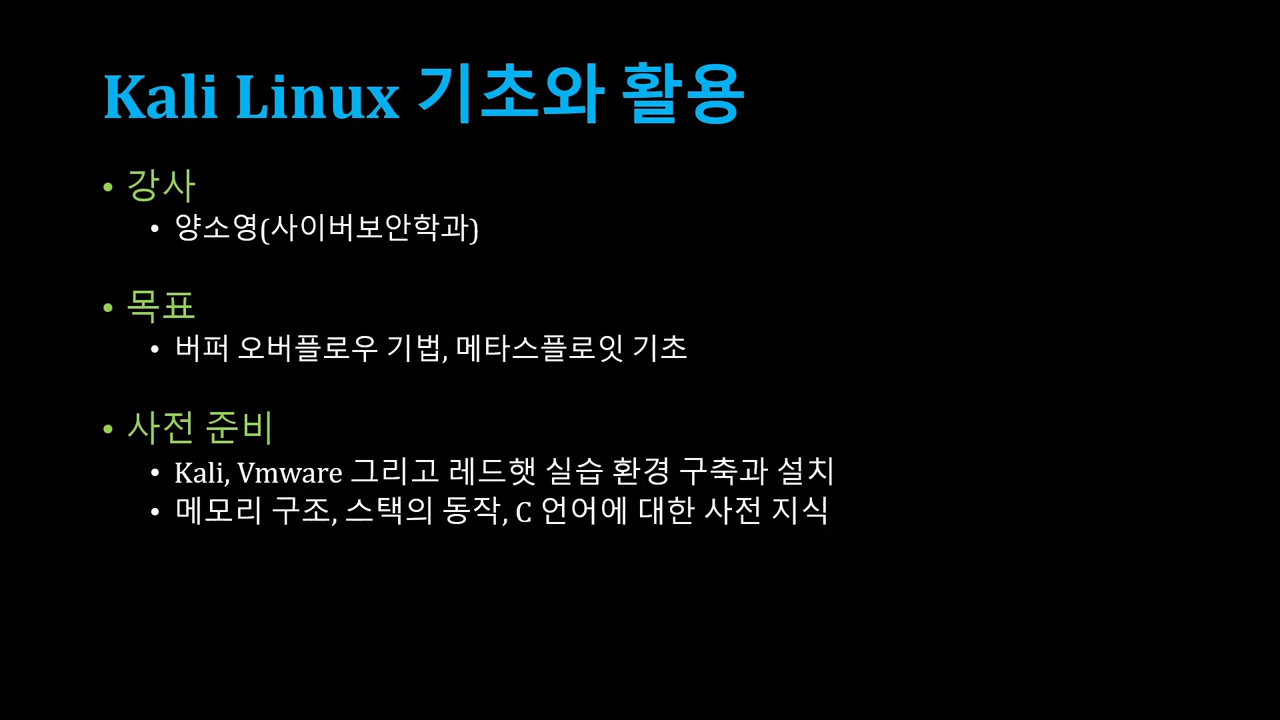 Kali Linux 기초와 활용
• 강사
• 양소영(사이버보안학과)
• 목표
• 버퍼 오버플로우 기법, 메타스플로잇 기초
• 사전 준비
• Kali, Vmware 그리고 레드햇 실습 환경 구축과 설치
• 메모리 구조, 스택의 동작, C 언어에 대한 사전 지식